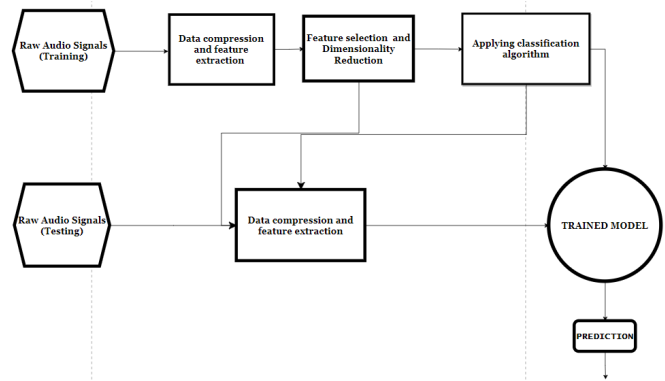 Raw Audio Signals
(Training)
Data compression
and feature
extraction
Feature selection and
Dimensionality
Reduction
Applying classification
algorithm
Raw Audio Signals
(Testing)
Data compression and
feature extraction
TRAINED MODEL
PREDICTION